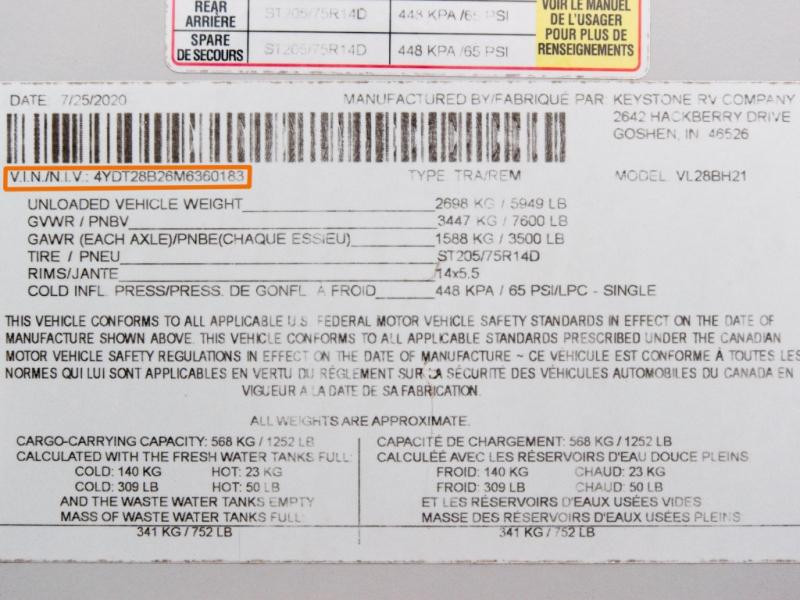 REAR
ARRIÈRE
ST205/75R14D
448 KPA /65 PSI
SPARE
DE SECOURS
ST205/75R14D
448 KPA /65 PSI
VOIR LE MANUEL
DE L'USAGER
POUR PLUS DE
RENSEIGNEMENTS
DATE: 7/25/2020
MANUFACTURED BY/FABRIQUÉ PAR: KEYSTONE RV COMPANY
2642 HACKBERRY DRIVE
GOSHEN, IN 46526
V.I.N./N.I.V.: 4YDT28B26M6360183 TYPE: TRA/REM MODEL: VL28BH21
UNLOADED VEHICLE WEIGHT 2698 KG / 5949 LB
GVWR / PNBV 3447 KG / 7600 LB
GAWR (EACH AXLE)/PNBE(CHAQUE ESSIEU) 1588 KG / 3500 LB
TIRE / PNEU ST205/75R14D
RIMS/JANTE 14x5.5
COLD INFL. PRESS/PRESS. DE GONFL. À FROID 448 KPA / 65 PSI/LPC - SINGLE
THIS VEHICLE CONFORMS TO ALL APPLICABLE U.S. FEDERAL MOTOR VEHICLE SAFETY STANDARDS IN EFFECT ON THE DATE OF
MANUFACTURE SHOWN ABOVE. THIS VEHICLE CONFORMS TO ALL APPLICABLE STANDARDS PRESCRIBED UNDER THE CANADIAN
MOTOR VEHICLE SAFETY REGULATIONS IN EFFECT ON THE DATE OF MANUFACTURE ~ CE VÉHICULE EST CONFORME À TOUTES LES
NORMES QUI LUI SONT APPLICABLES EN VERTU DU RÈGLEMENT SUR LA SÉCURITÉ DES VÉHICULES AUTOMOBILES DU CANADA EN
VIGUEUR A LA DATE DE SA FABRICATION.
ALL WEIGHTS ARE APPROXIMATE.
CARGO-CARRYING CAPACITY: 568 KG / 1252 LB
CALCULATED WITH THE FRESH WATER TANKS FULL:
COLD: 140 KG HOT: 23 KG
COLD: 309 LB HOT: 50 LB
AND THE WASTE WATER TANKS EMPTY
MASS OF WASTE WATER TANKS FULL:
341 KG / 752 LB
CAPACITÉ DE CHARGEMENT: 568 KG / 1252 LB
CALCULÉE AVEC LES RÉSERVOIRS D'EAU DOUCE PLEINS
FROID: 140 KG CHAUD: 23 KG
FROID: 309 LB CHAUD: 50 LB
ET LES RÉSERVOIRS D'EAUX USÉES VIDES
MASSE DES RÉSERVOIRS D'EAUX USÉES PLEINS
341 KG / 752 LB